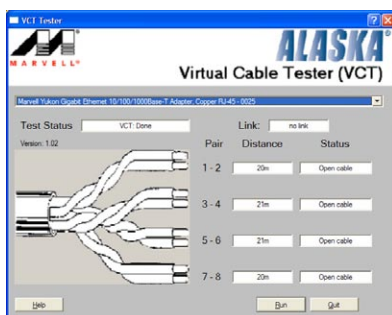 VCT Tester
MARVELL
ALASKA®
Virtual Cable Tester (VCT)
Marvell Yukon Gigabit Ethernet 10/100/1000Base-T Adapter, Copper RJ-45 - 0025
Test Status VCT: Done Link: no link
Version: 1.02
Pair Distance Status
1 - 2 20m Open cable
3 - 4 21m Open cable
5 - 6 21m Open cable
7 - 8 20m Open cable
Help Run Quit